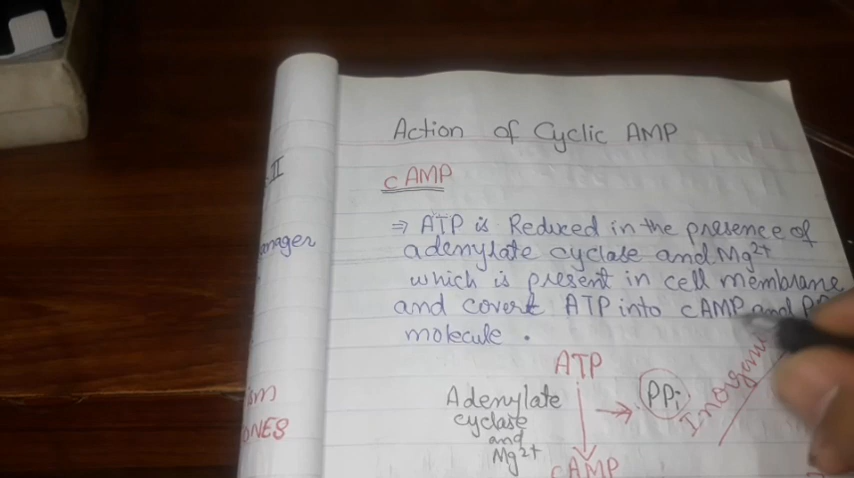 Action of Cyclic AMP
cAMP
⇒ ATP is Reduced in the presence of
adenylate cyclase and Mg2+
which is present in cell membrane
and covert ATP into cAMP and
molecule.
ATP
Adenylate
cyclase
and
Mg2+
PPi
cAMP
II
anager
ism
ONES